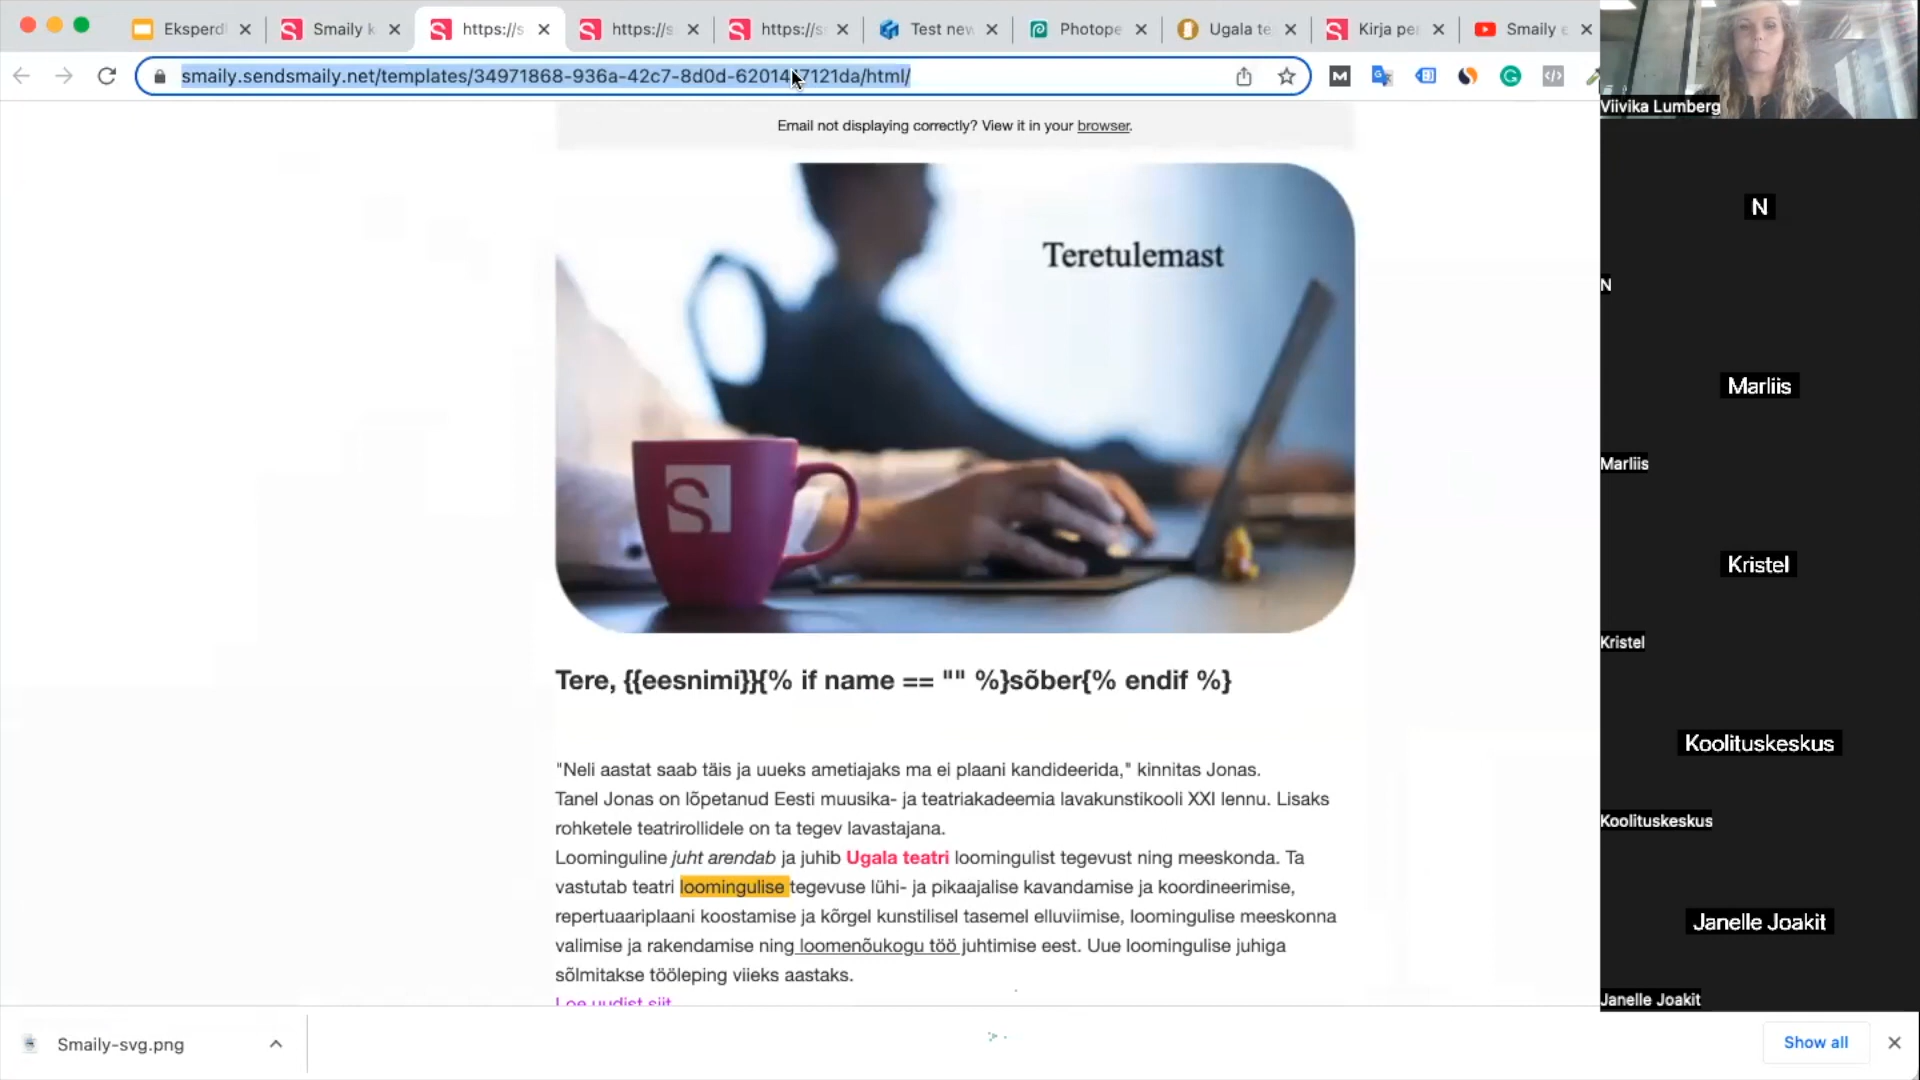 Eksperdi
Smaily k
https://s
https://s
https://s
Test new
Photope
Ugala te
Kirja per
Smaily e
smaily.sendsmaily.net/templates/34971868-936a-42c7-8d0d-6201447121da/html/
Viivika Lumberg
Email not displaying correctly? View it in your browser.
Teretulemast
S
Tere, {{eesnimi}}{% if name == "" %}sõber{% endif %}
"Neli aastat saab täis ja uueks ametiajaks ma ei plaani kandideerida," kinnitas Jonas.
Tanel Jonas on lõpetanud Eesti muusika- ja teatriakadeemia lavakunstikooli XXI lennu. Lisaks
rohketele teatrirollidele on ta tegev lavastajana.
Loominguline juht arendab ja juhib Ugala teatri loomingulist tegevust ning meeskonda. Ta
vastutab teatri loomingulise tegevuse lühi- ja pikaajalise kavandamise ja koordineerimise,
repertuaariplaani koostamise ja kõrgel kunstilisel tasemel elluviimise, loomingulise meeskonna
valimise ja rakendamise ning loomenõukogu töö juhtimise eest. Uue loomingulise juhiga
sõlmitakse tööleping viieks aastaks.
Loe uudist siit
N
N
Marliis
Marliis
Kristel
Kristel
Koolituskeskus
Koolituskeskus
Janelle Joakit
Janelle Joakit
Smaily-svg.png
Show all